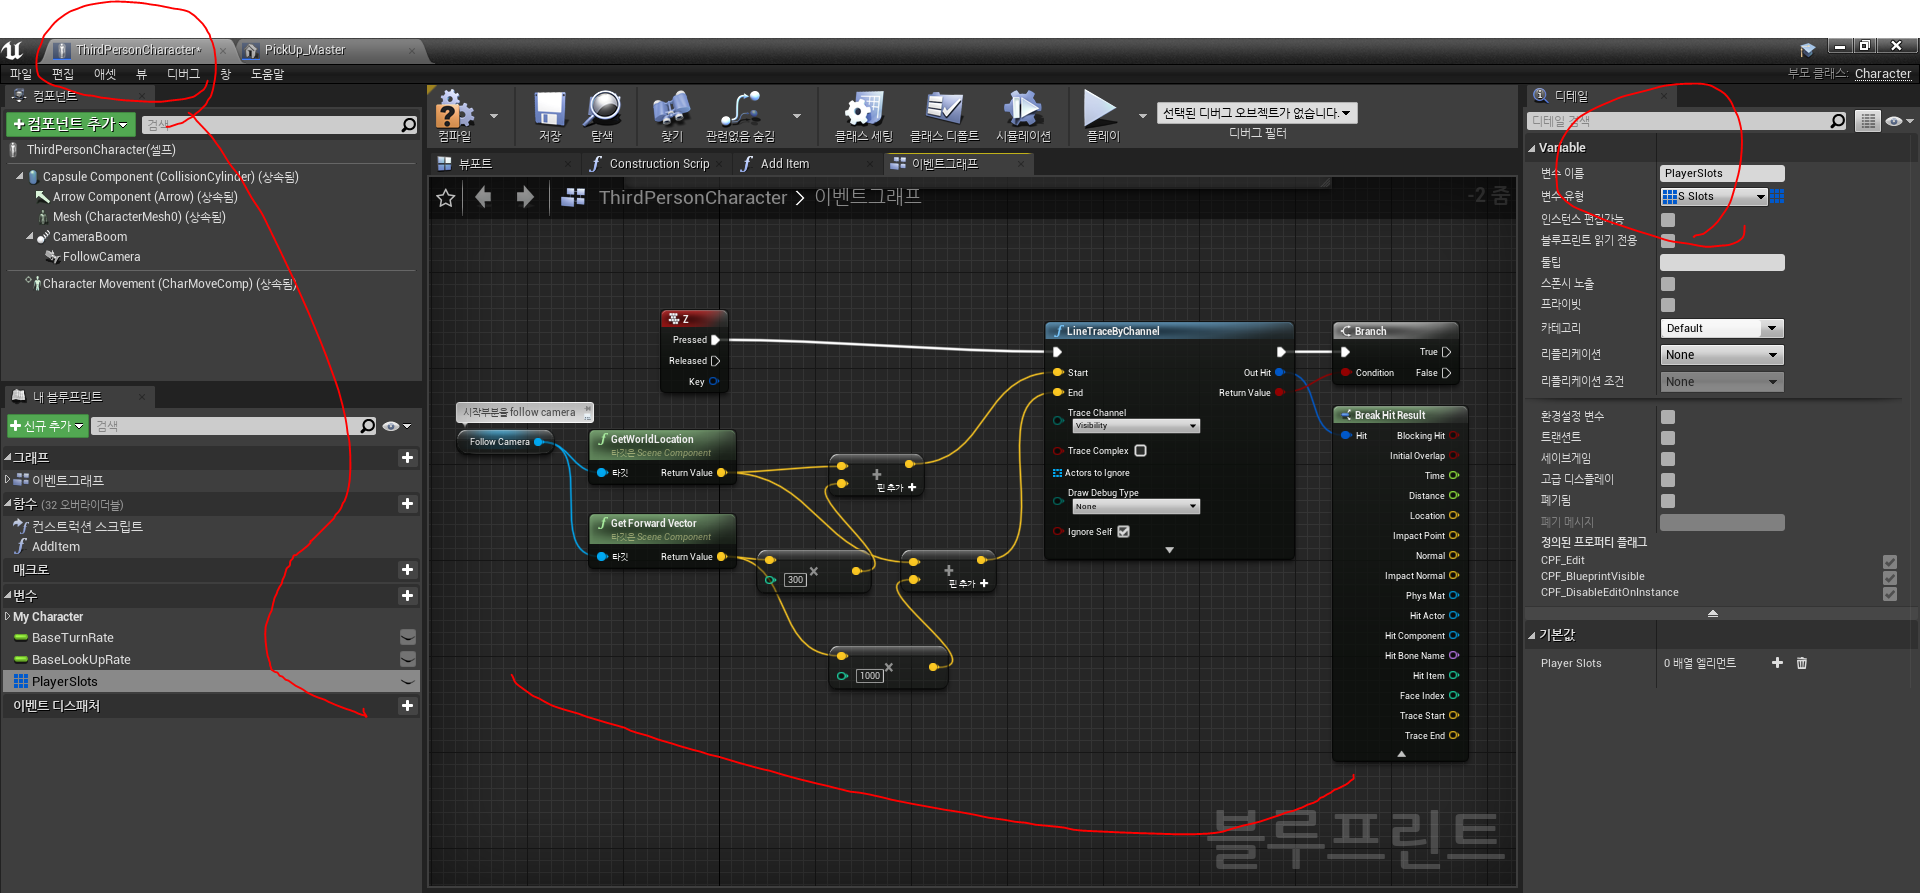 ThirdPersonCharacter*
PickUp_Master
파일 편집 애셋 뷰 디버그 창 도움말
부모 클래스: Character
컴포넌트
+컴포넌트 추가
검색
ThirdPersonCharacter(셀프)
Capsule Component (CollisionCylinder) (상속됨)
Arrow Component (Arrow) (상속됨)
Mesh (CharacterMesh0) (상속됨)
CameraBoom
FollowCamera
Character Movement (CharMoveComp) (상속됨)
내 블루프린트
+신규 추가
검색
그래프
이벤트그래프
함수 (32 오버라이더블)
컨스트럭션 스크립트
AddItem
매크로
변수
My Character
BaseTurnRate
BaseLookUpRate
PlayerSlots
이벤트 디스패처
컴파일 저장 탐색 찾기 관련없음 숨김 클래스 세팅 클래스 디폴트 시뮬레이션 플레이
선택된 디버그 오브젝트가 없습니다.
디버그 필터
뷰포트
Construction Scrip
Add Item
이벤트그래프
ThirdPersonCharacter > 이벤트그래프
-2 줌
Z
Pressed
Released
Key
시작부분을 follow camera
Follow Camera
GetWorldLocation
타깃은 Scene Component
타깃 Return Value
Get Forward Vector
타깃은 Scene Component
타깃 Return Value
+
핀 추가 +
300 ×
+
핀 추가 +
1000 ×
LineTraceByChannel
Start Out Hit
End Return Value
Trace Channel
Visibility
Trace Complex
Actors to Ignore
Draw Debug Type
None
Ignore Self
Branch
True
Condition False
Break Hit Result
Hit Blocking Hit
Initial Overlap
Time
Distance
Location
Impact Point
Normal
Impact Normal
Phys Mat
Hit Actor
Hit Component
Hit Bone Name
Hit Item
Face Index
Trace Start
Trace End
블루프린트
디테일
디테일 검색
Variable
변수 이름 PlayerSlots
변수 유형 S Slots
인스턴스 편집가능
블루프린트 읽기 전용
툴팁
스폰시 노출
프라이빗
카테고리 Default
리플리케이션 None
리플리케이션 조건 None
환경설정 변수
트랜션트
세이브게임
고급 디스플레이
폐기됨
폐기 메시지
정의된 프로퍼티 플래그
CPF_Edit
CPF_BlueprintVisible
CPF_DisableEditOnInstance
기본값
Player Slots 0 배열 엘리먼트